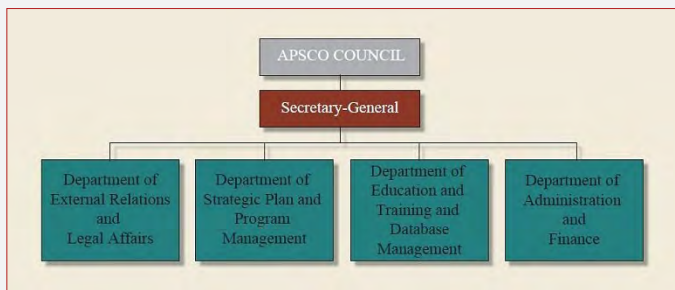 APSCO COUNCIL
Secretary-General
Department of
External Relations
and
Legal Affairs
Department of
Strategic Plan and
Program
Management
Department of
Education and
Training and
Database
Management
Department of
Administration
and
Finance